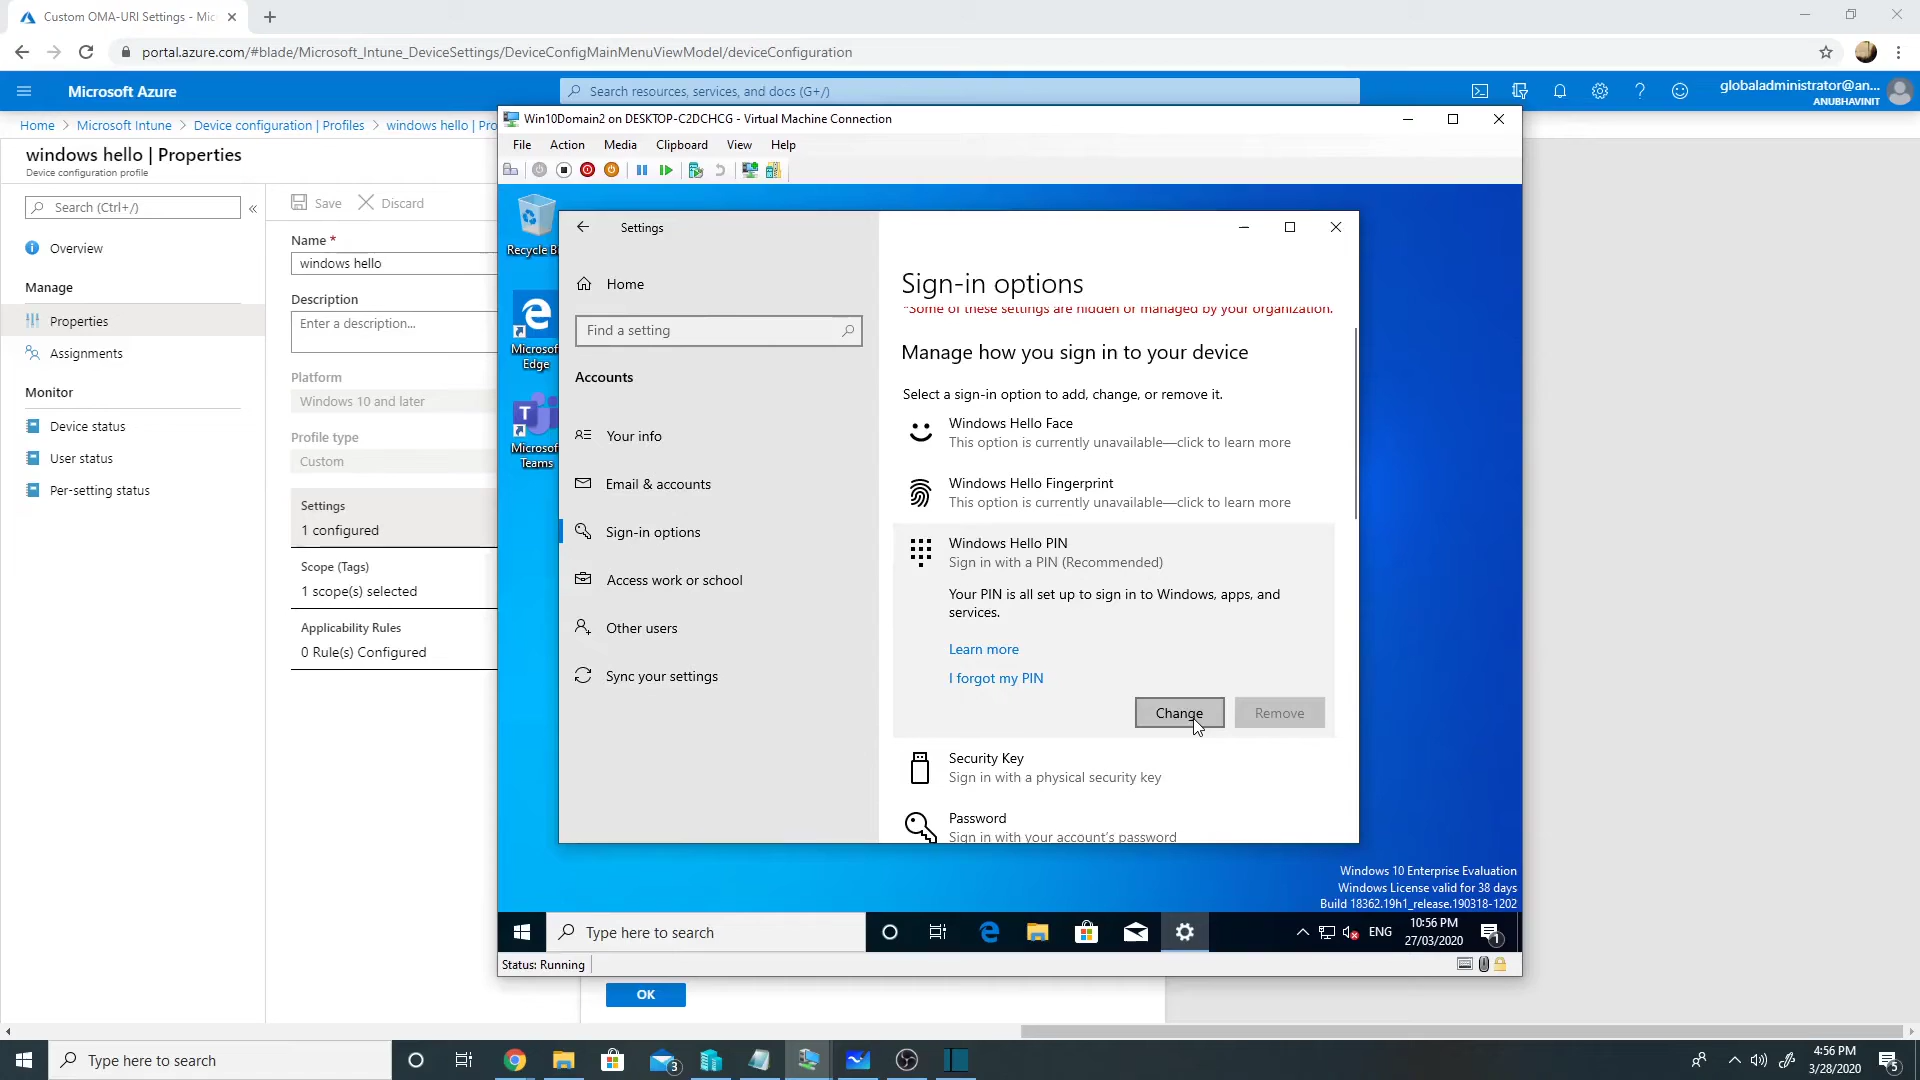 Custom OMA-URI Settings - Mic
portal.azure.com/#blade/Microsoft_Intune_DeviceSettings/DeviceConfigMainMenuViewModel/deviceConfiguration
Microsoft Azure
Search resources, services, and docs (G+/)
globaladministrator@an...
ANUBHAVINIT
Home > Microsoft Intune > Device configuration | Profiles > windows hello | Pro
windows hello | Properties
Device configuration profile
Search (Ctrl+/)
«
Overview
Manage
Properties
Assignments
Monitor
Device status
User status
Per-setting status
Save
Discard
Name *
windows hello
Description
Enter a description...
Platform
Windows 10 and later
Profile type
Custom
Settings
1 configured
Scope (Tags)
1 scope(s) selected
Applicability Rules
0 Rule(s) Configured
OK
Win10Domain2 on DESKTOP-C2DCHCG - Virtual Machine Connection
File Action Media Clipboard View Help
Recycle Bi
Microsof
Edge
Microsof
Teams
Settings
Home
Find a setting
Accounts
Your info
Email & accounts
Sign-in options
Access work or school
Other users
Sync your settings
Sign-in options
*Some of these settings are hidden or managed by your organization.
Manage how you sign in to your device
Select a sign-in option to add, change, or remove it.
Windows Hello Face
This option is currently unavailable—click to learn more
Windows Hello Fingerprint
This option is currently unavailable—click to learn more
Windows Hello PIN
Sign in with a PIN (Recommended)
Your PIN is all set up to sign in to Windows, apps, and
services.
Learn more
I forgot my PIN
Change
Remove
Security Key
Sign in with a physical security key
Password
Sign in with your account's password
Windows 10 Enterprise Evaluation
Windows License valid for 38 days
Build 18362.19h1_release.190318-1202
Type here to search
ENG
10:56 PM
27/03/2020
1
Status: Running
Type here to search
3
4:56 PM
3/28/2020
5